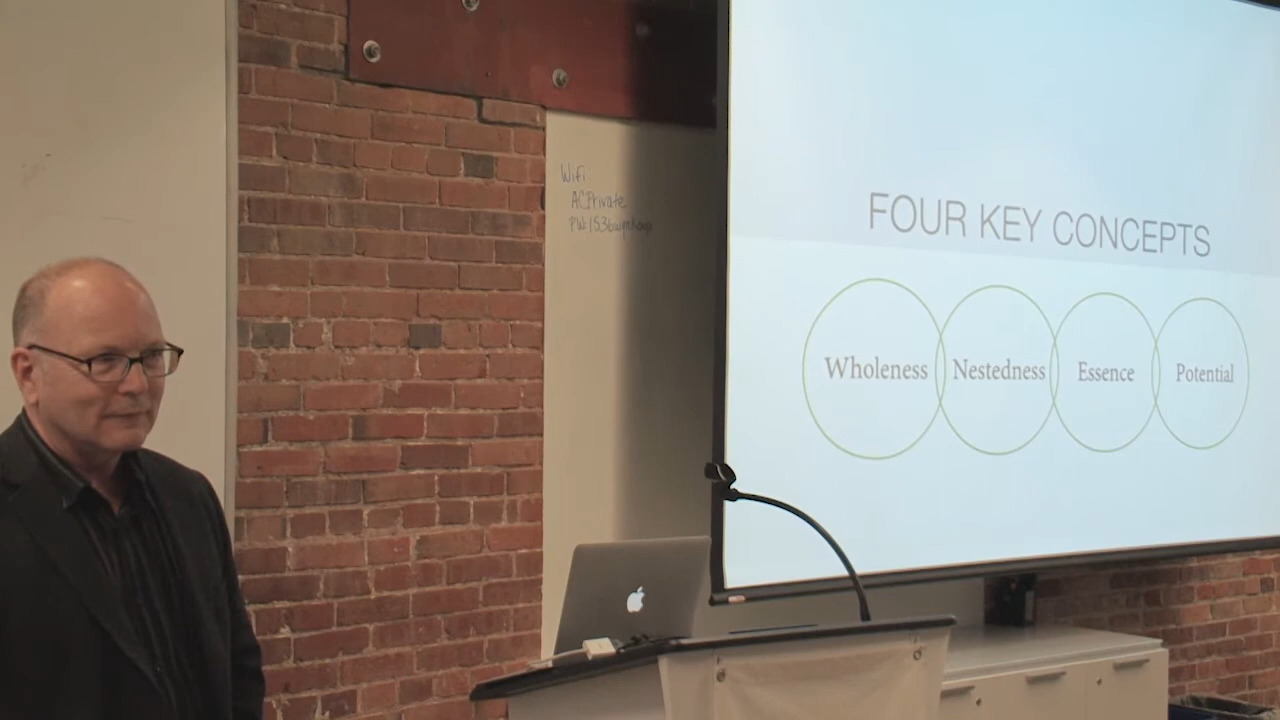 Wifi:
ACPrivate
FOUR KEY CONCEPTS
Wholeness Nestedness Essence Potential